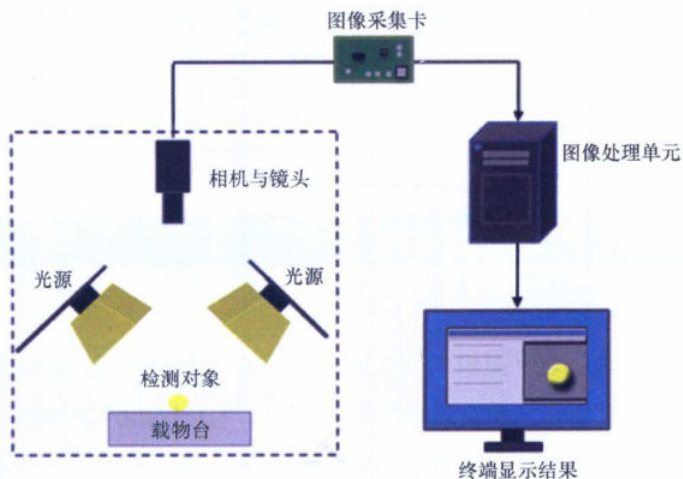 图像采集卡
相机与镜头
图像处理单元
光源
光源
检测对象
载物台
终端显示结果